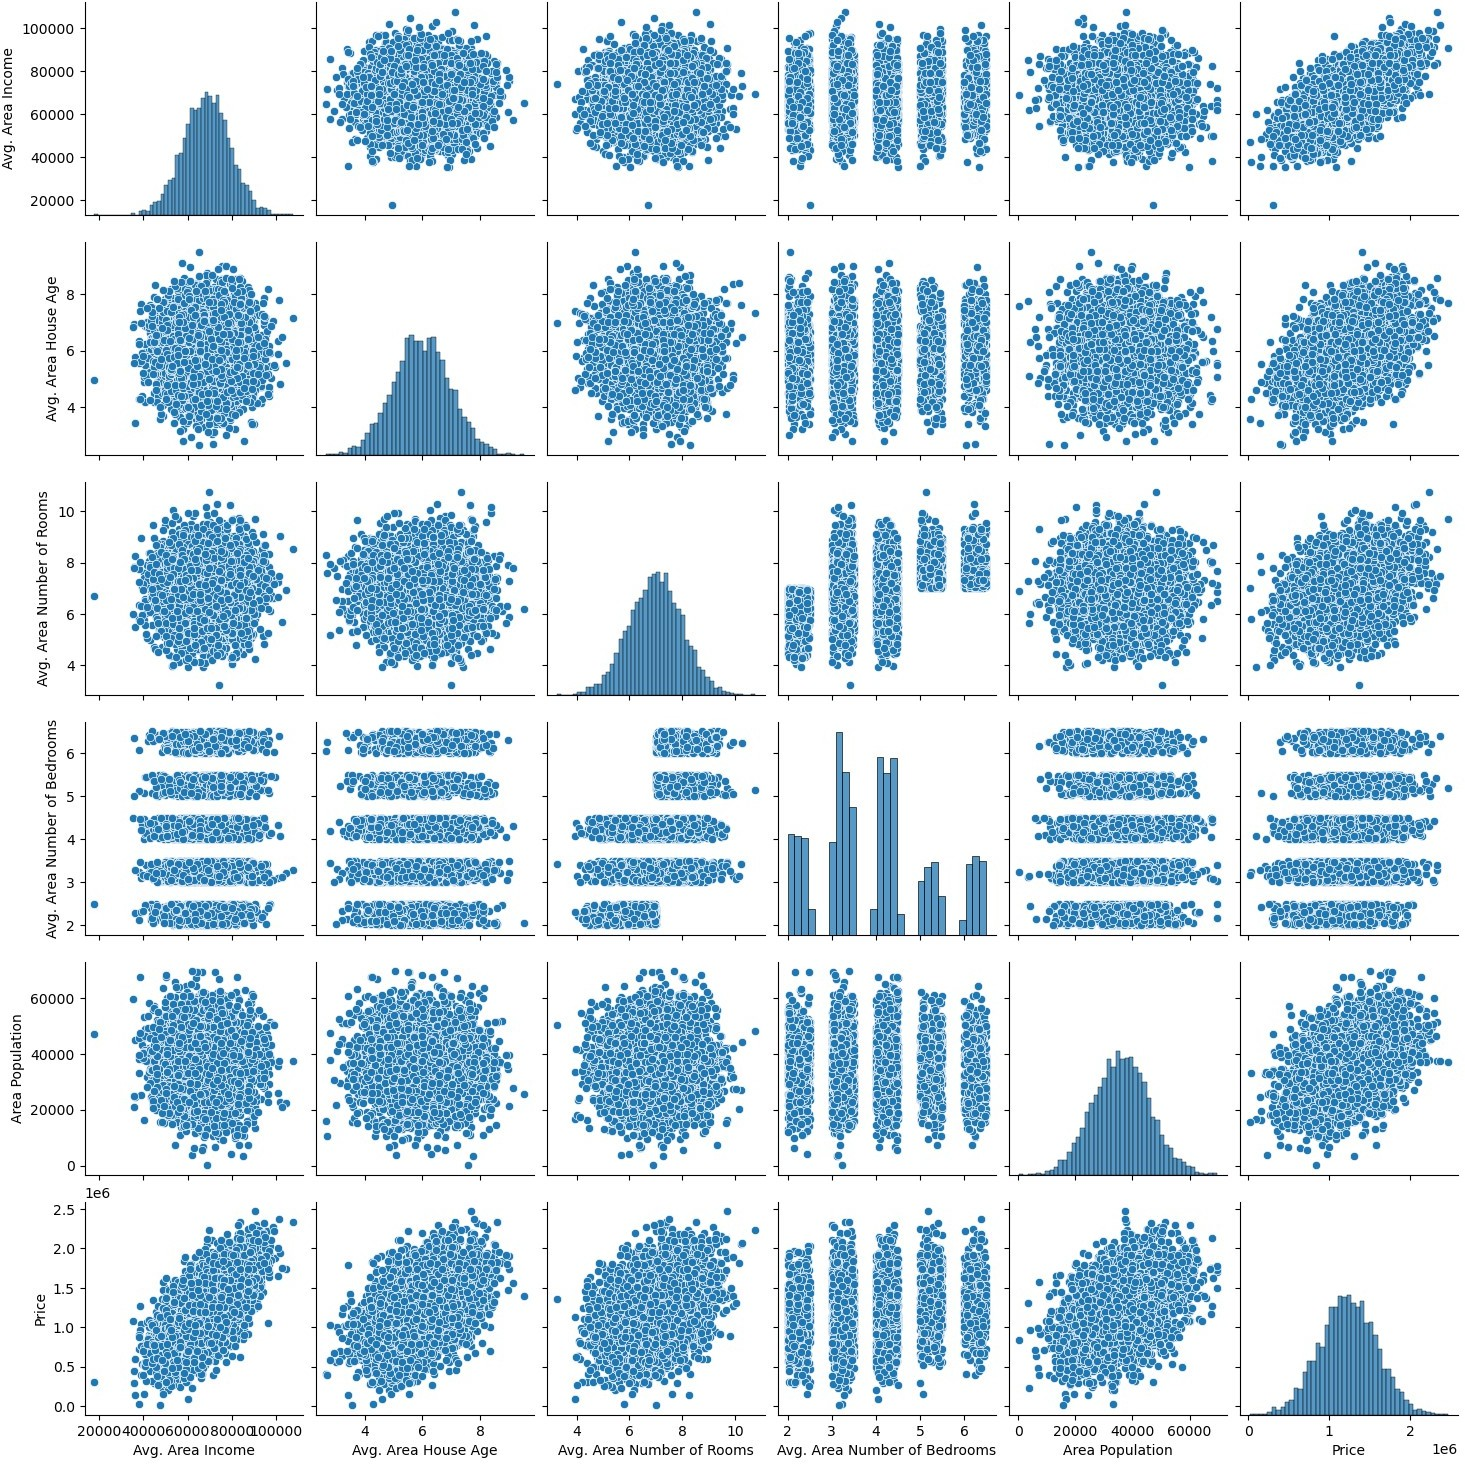 Avg. Area Income
100000
80000
60000
40000
20000
Avg. Area House Age
8
6
4
Avg. Area Number of Rooms
10
8
6
4
Avg. Area Number of Bedrooms
6
5
4
3
2
Area Population
60000
40000
20000
0
1e6
Price
2.5
2.0
1.5
1.0
0.5
0.0
20000 40000 60000 80000 100000
4 6 8
4 6 8 10
2 3 4 5 6
0 20000 40000 60000
0 1 2
1e6
Avg. Area Income
Avg. Area House Age
Avg. Area Number of Rooms
Avg. Area Number of Bedrooms
Area Population
Price